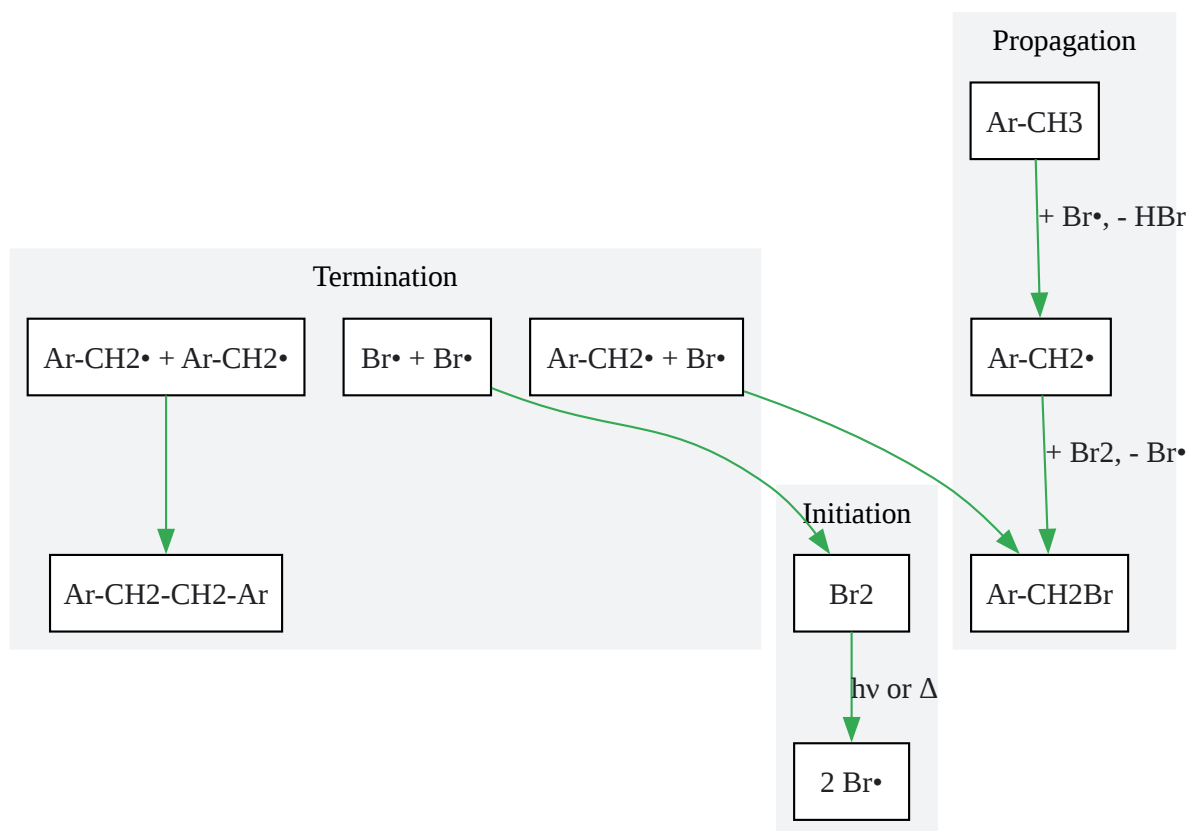 Propagation
Ar-CH3
+ Br•, - HBr
Termination
Ar-CH2• + Ar-CH2•
Br• + Br•
Ar-CH2• + Br•
Ar-CH2•
+ Br2, - Br•
Initiation
Ar-CH2-CH2-Ar
Br2
Ar-CH2Br
hν or Δ
2 Br•